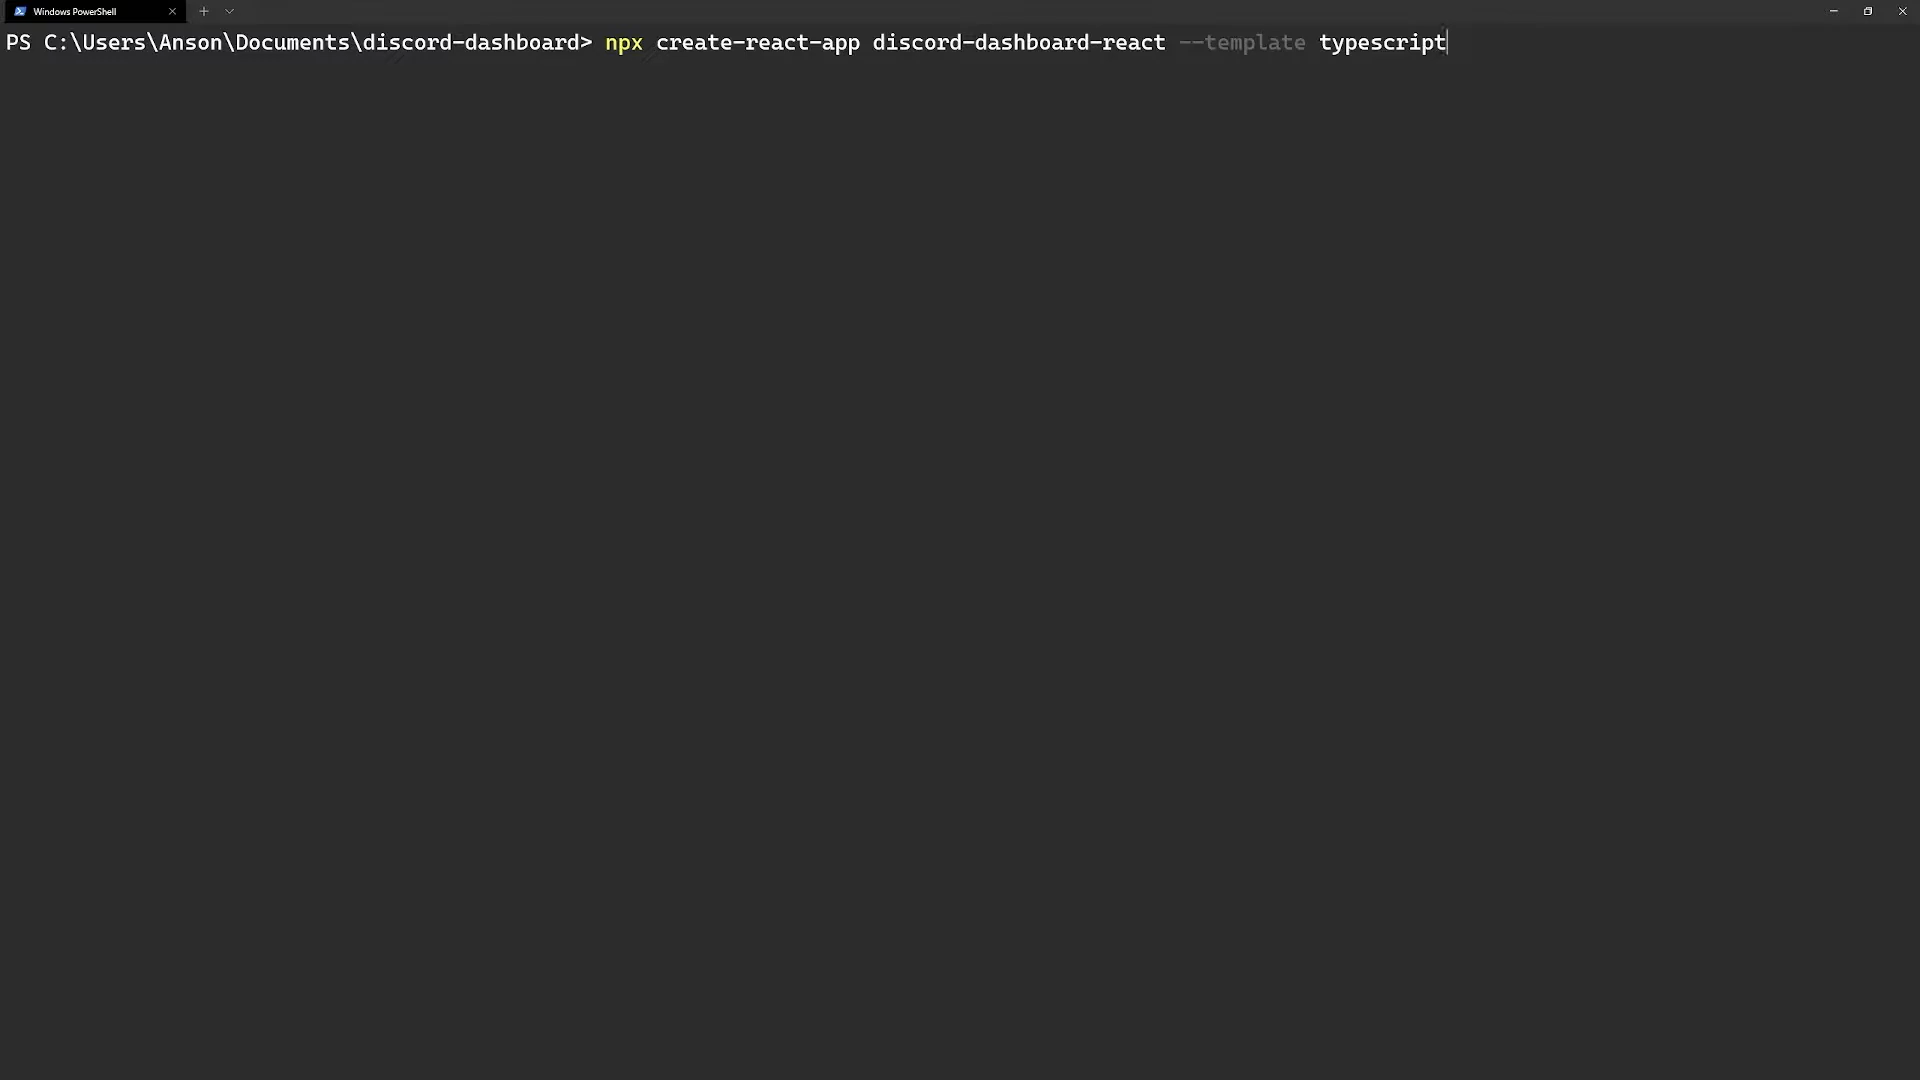 Windows PowerShell
PS C:\Users\Anson\Documents\discord-dashboard> npx create-react-app discord-dashboard-react --template typescript